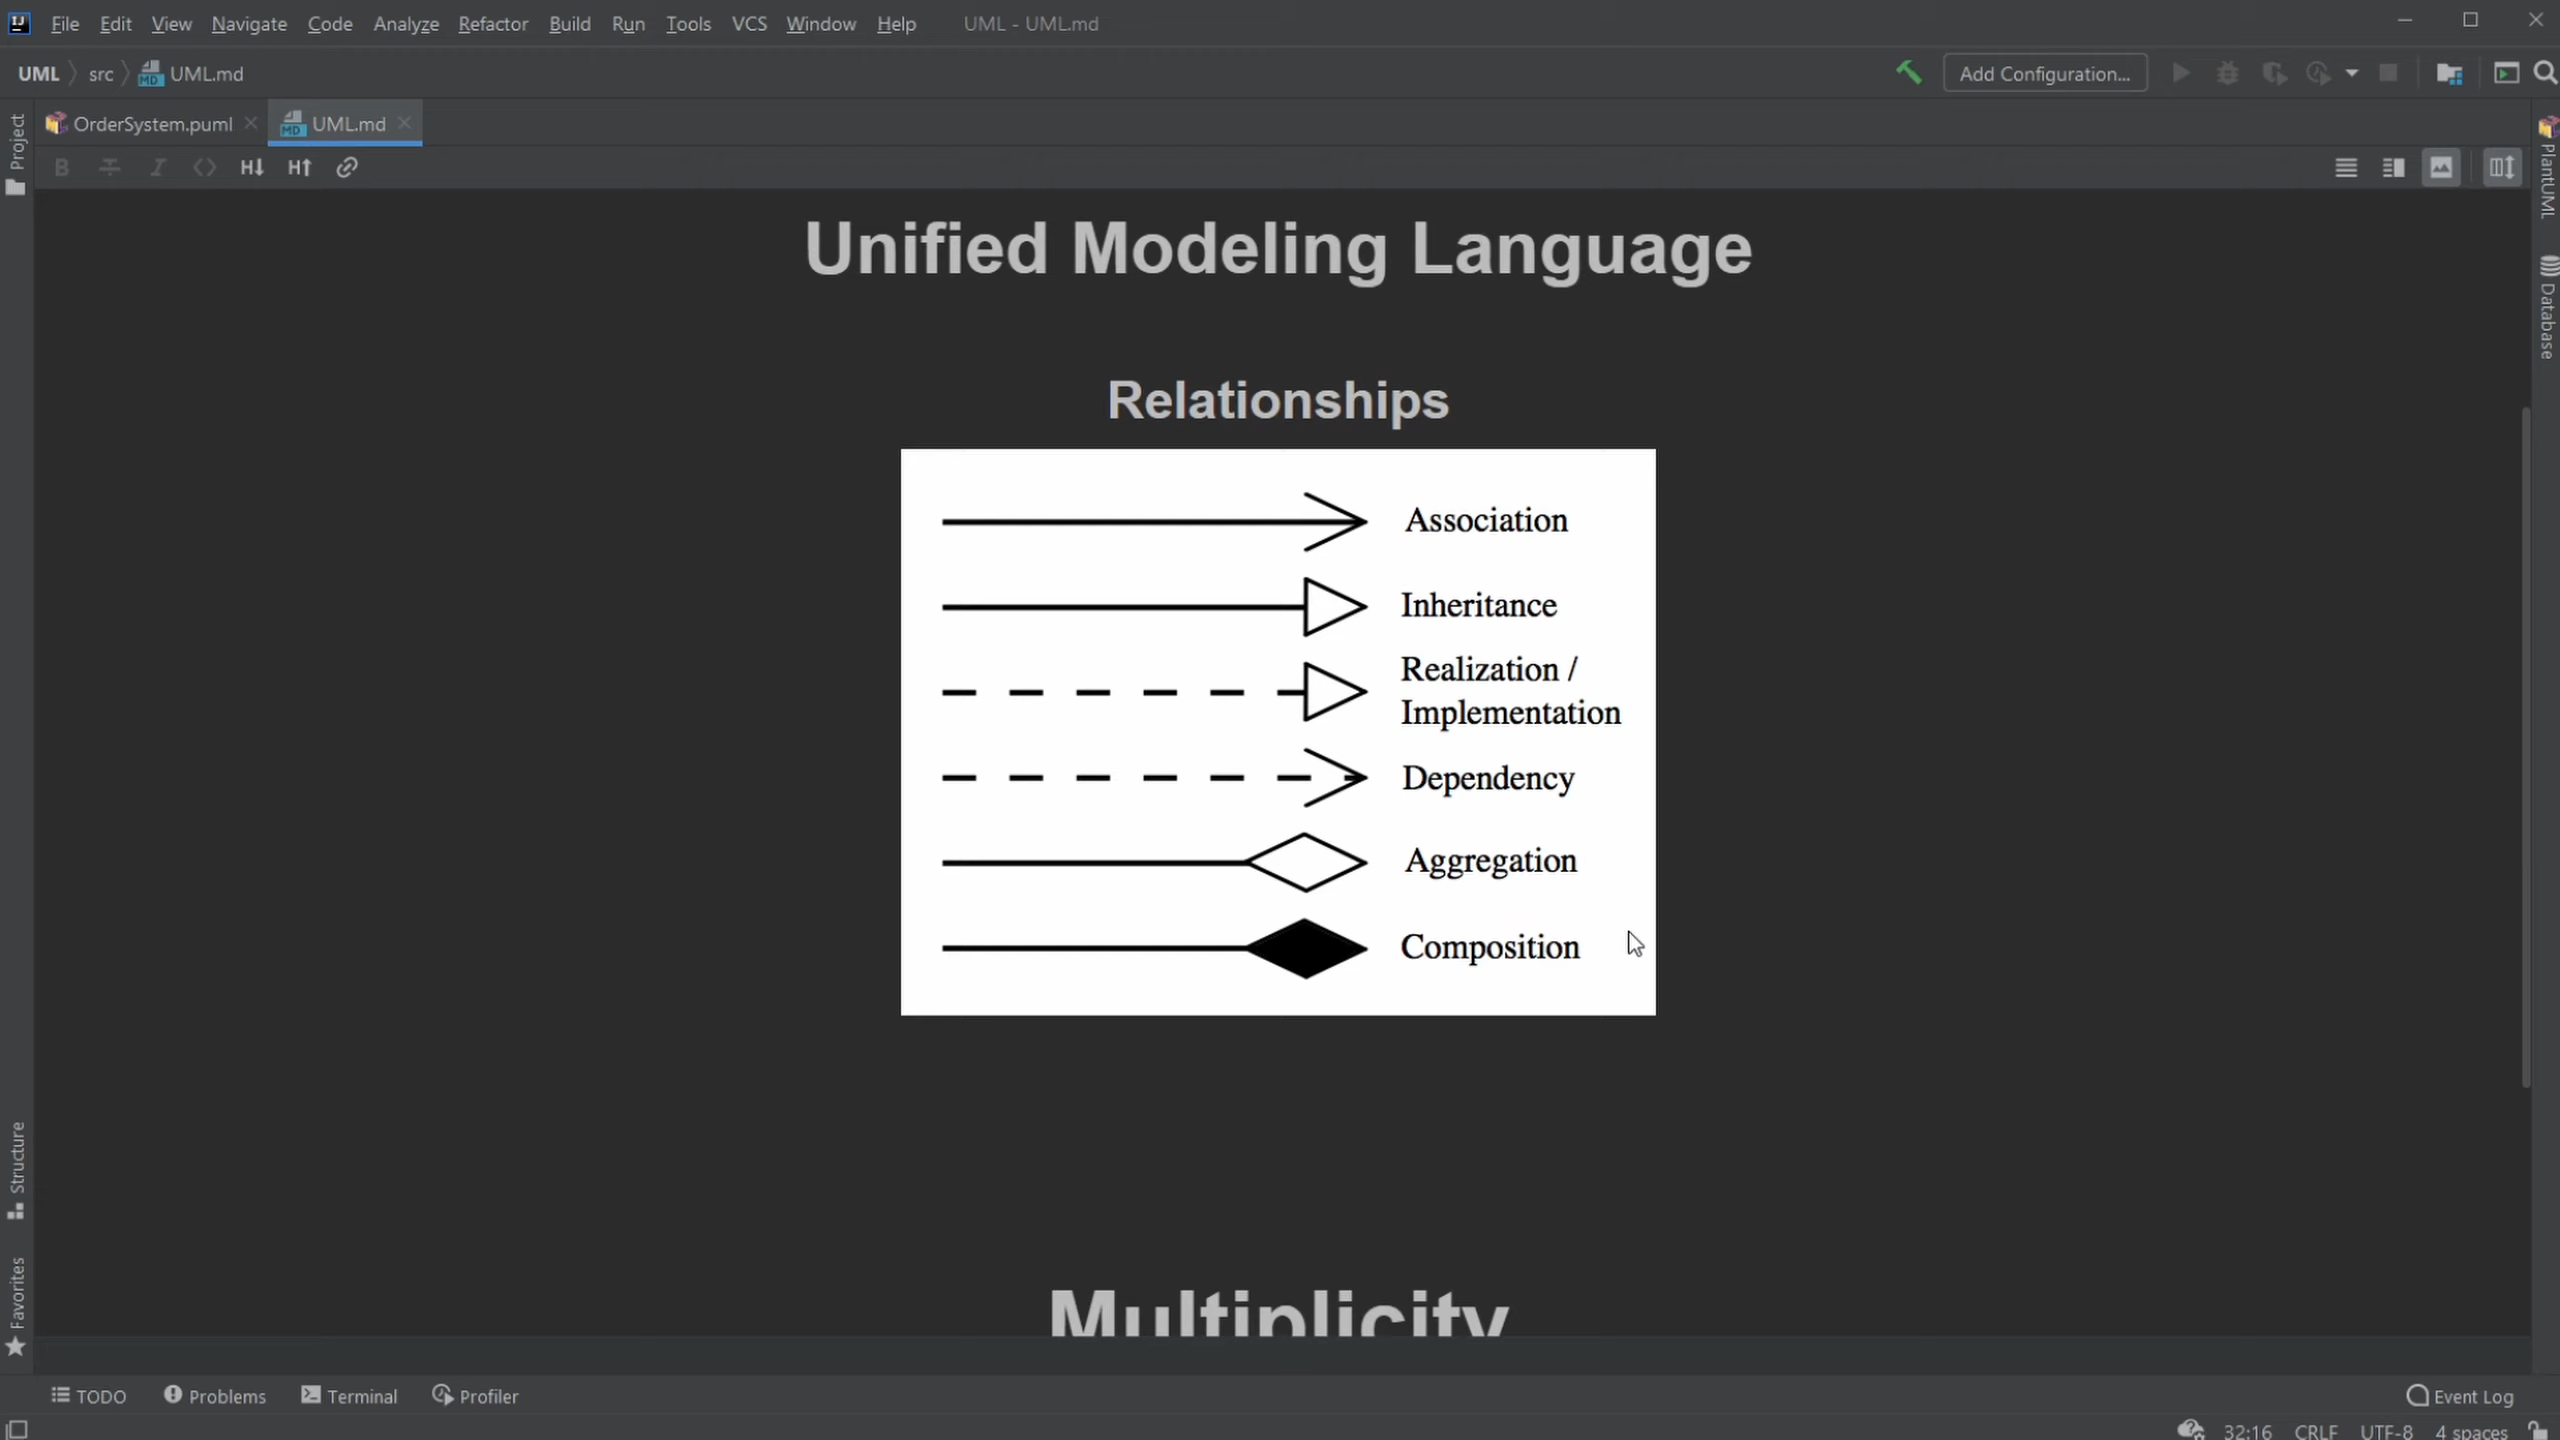 File Edit View Navigate Code Analyze Refactor Build Run Tools VCS Window Help UML - UML.md
UML src UML.md
Add Configuration...
OrderSystem.puml UML.md
B I <> H↓ H↑
Project
PlantUML
Database
Unified Modeling Language
Relationships
Association
Inheritance
Realization /
Implementation
Dependency
Aggregation
Composition
Multiplicity
Structure
Favorites
TODO Problems Terminal Profiler Event Log
32:16 CRLF UTF-8 4 spaces